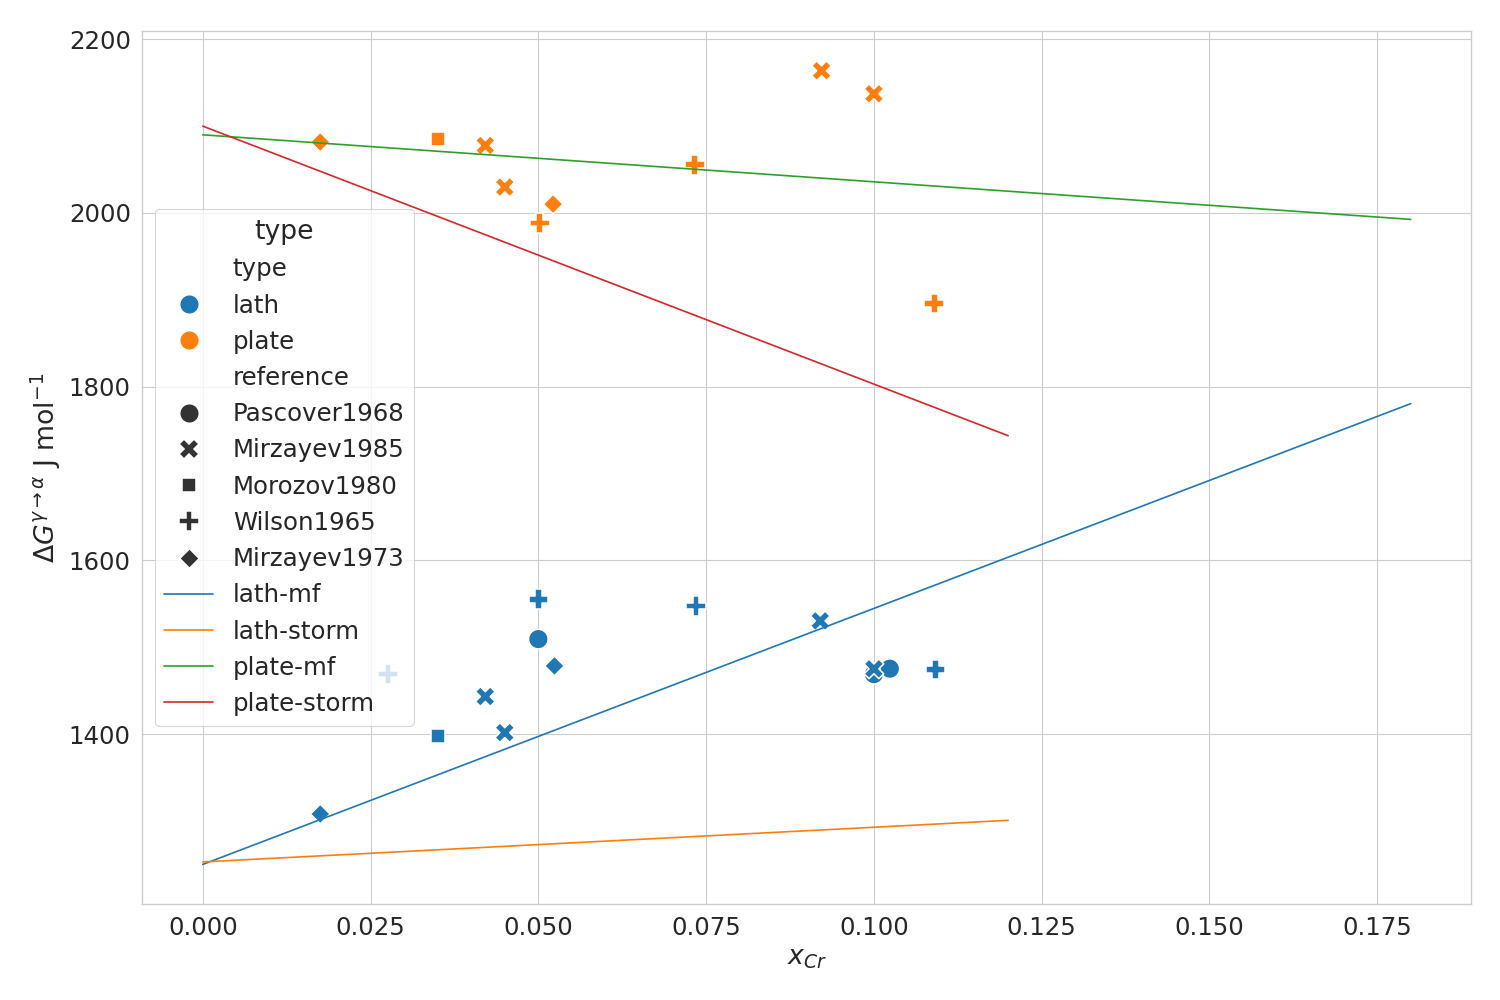 2200
2000
1800
1600
1400
ΔG^{γ→α} J mol^{−1}
type
type
lath
plate
reference
Pascover1968
Mirzayev1985
Morozov1980
Wilson1965
Mirzayev1973
lath-mf
lath-storm
plate-mf
plate-storm
0.000 0.025 0.050 0.075 0.100 0.125 0.150 0.175
x_{Cr}